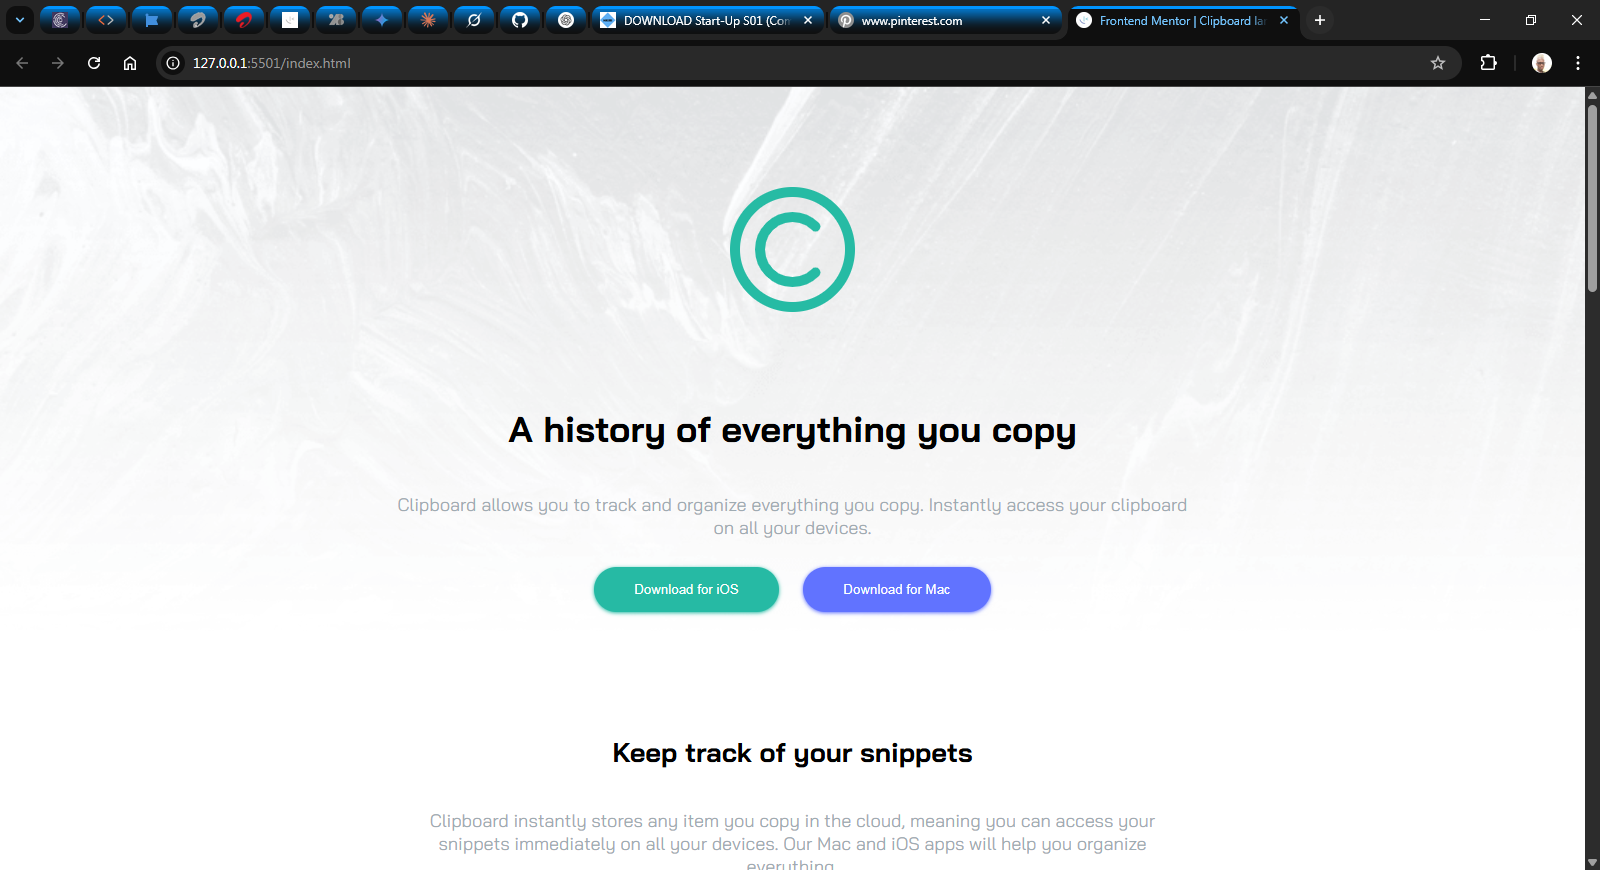 DOWNLOAD Start-Up S01 (Con
www.pinterest.com
Frontend Mentor | Clipboard la
127.0.0.1:5501/index.html
A history of everything you copy
Clipboard allows you to track and organize everything you copy. Instantly access your clipboard
on all your devices.
Download for iOS
Download for Mac
Keep track of your snippets
Clipboard instantly stores any item you copy in the cloud, meaning you can access your
snippets immediately on all your devices. Our Mac and iOS apps will help you organize
everything.